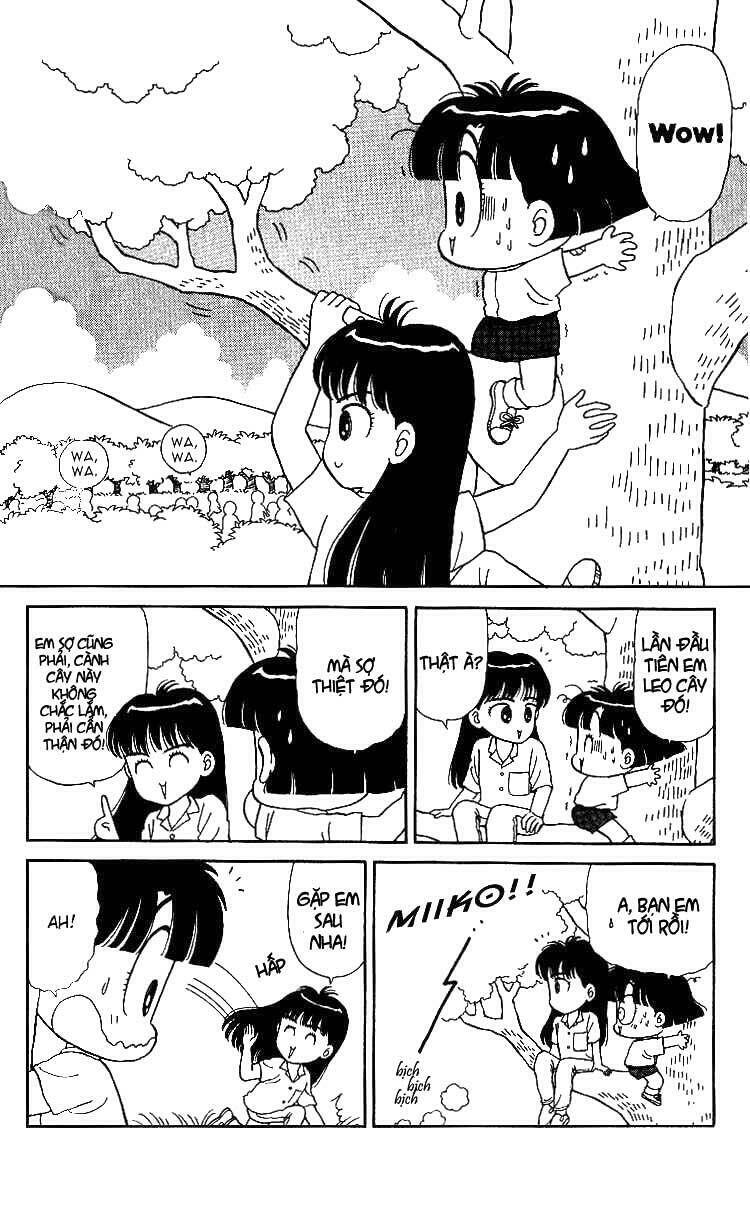 Wow!
WA,
WA.
WA,
WA.
LẦN ĐẦU
TIÊN EM
LEO CÂY
ĐÓ!
THẬT À?
MÀ SỢ
THIỆT ĐÓ!
EM SỢ CŨNG
PHẢI, CÀNH
CÂY NÀY
KHÔNG
CHẮC LẮM,
PHẢI CẨN
THẬN ĐÓ!
A, BẠN EM
TỚI RỒI!
MIIKO!!
bịch
bịch
bịch
GẶP EM
SAU
NHA!
HẤP
AH!